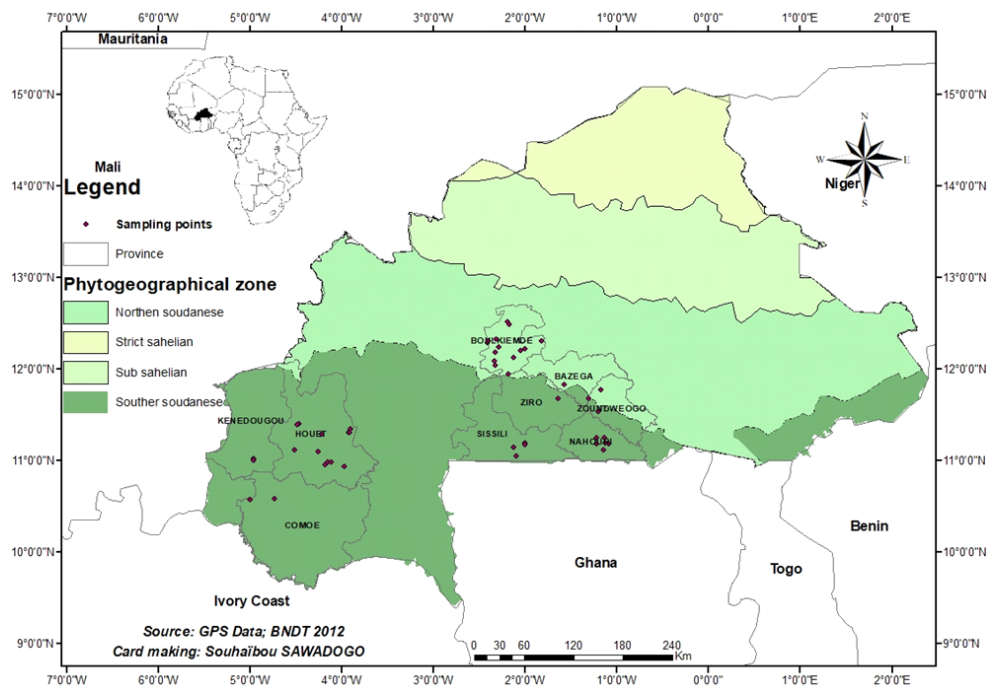 7°0'0"W 6°0'0"W 5°0'0"W 4°0'0"W 3°0'0"W 2°0'0"W 1°0'0"W 0°0'0" 1°0'0"E 2°0'0"E
Mauritania
15°0'0"N 15°0'0"N
N
W E
S
Mali
Niger
14°0'0"N 14°0'0"N
Legend
Sampling points
Province
13°0'0"N 13°0'0"N
Phytogeographical zone
Northen soudanese
Strict sahelian
Sub sahelian
Souther soudanesed
12°0'0"N 12°0'0"N
BOULKIEMDE
BAZEGA
ZIRO
ZOUNDWEOGO
KENEDOUGOU
HOUET
SISSILI
NAHOURI
11°0'0"N 11°0'0"N
COMOE
Benin
10°0'0"N 10°0'0"N
Ghana
Togo
Ivory Coast
Source: GPS Data; BNDT 2012
Card making: Souhaïbou SAWADOGO
9°0'0"N 9°0'0"N
0 30 60 120 180 240
Km
7°0'0"W 6°0'0"W 5°0'0"W 4°0'0"W 3°0'0"W 2°0'0"W 1°0'0"W 0°0'0" 1°0'0"E 2°0'0"E